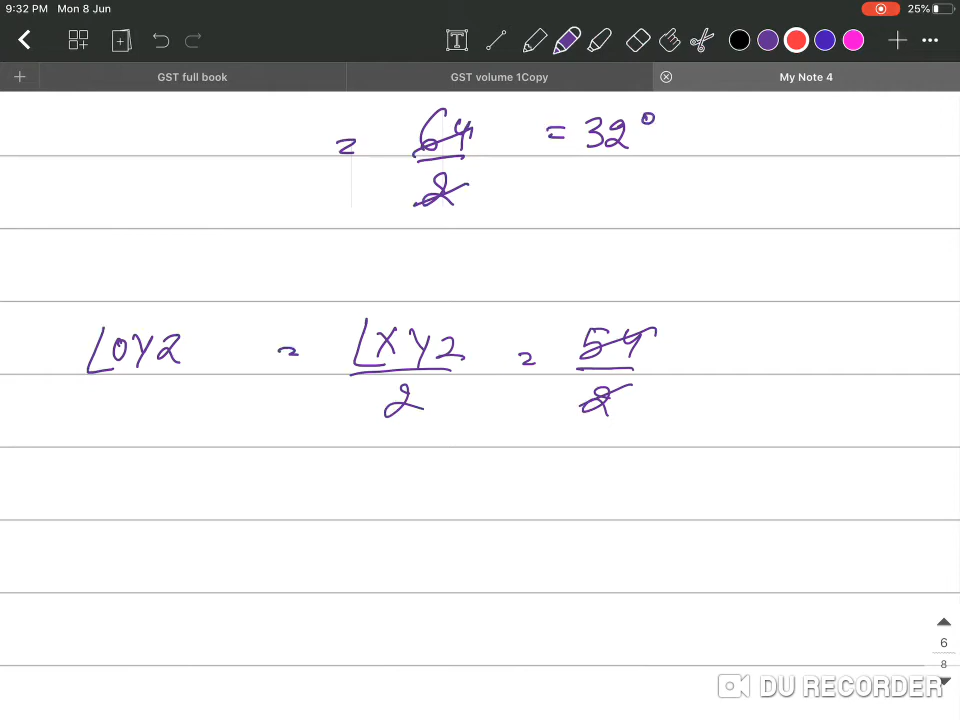 9:32 PM Mon 8 Jun 25%
GST full book GST volume 1Copy My Note 4
= 64/2 = 32°
∠OYZ = ∠XYZ/2 = 54/2
6
8
DU RECORDER